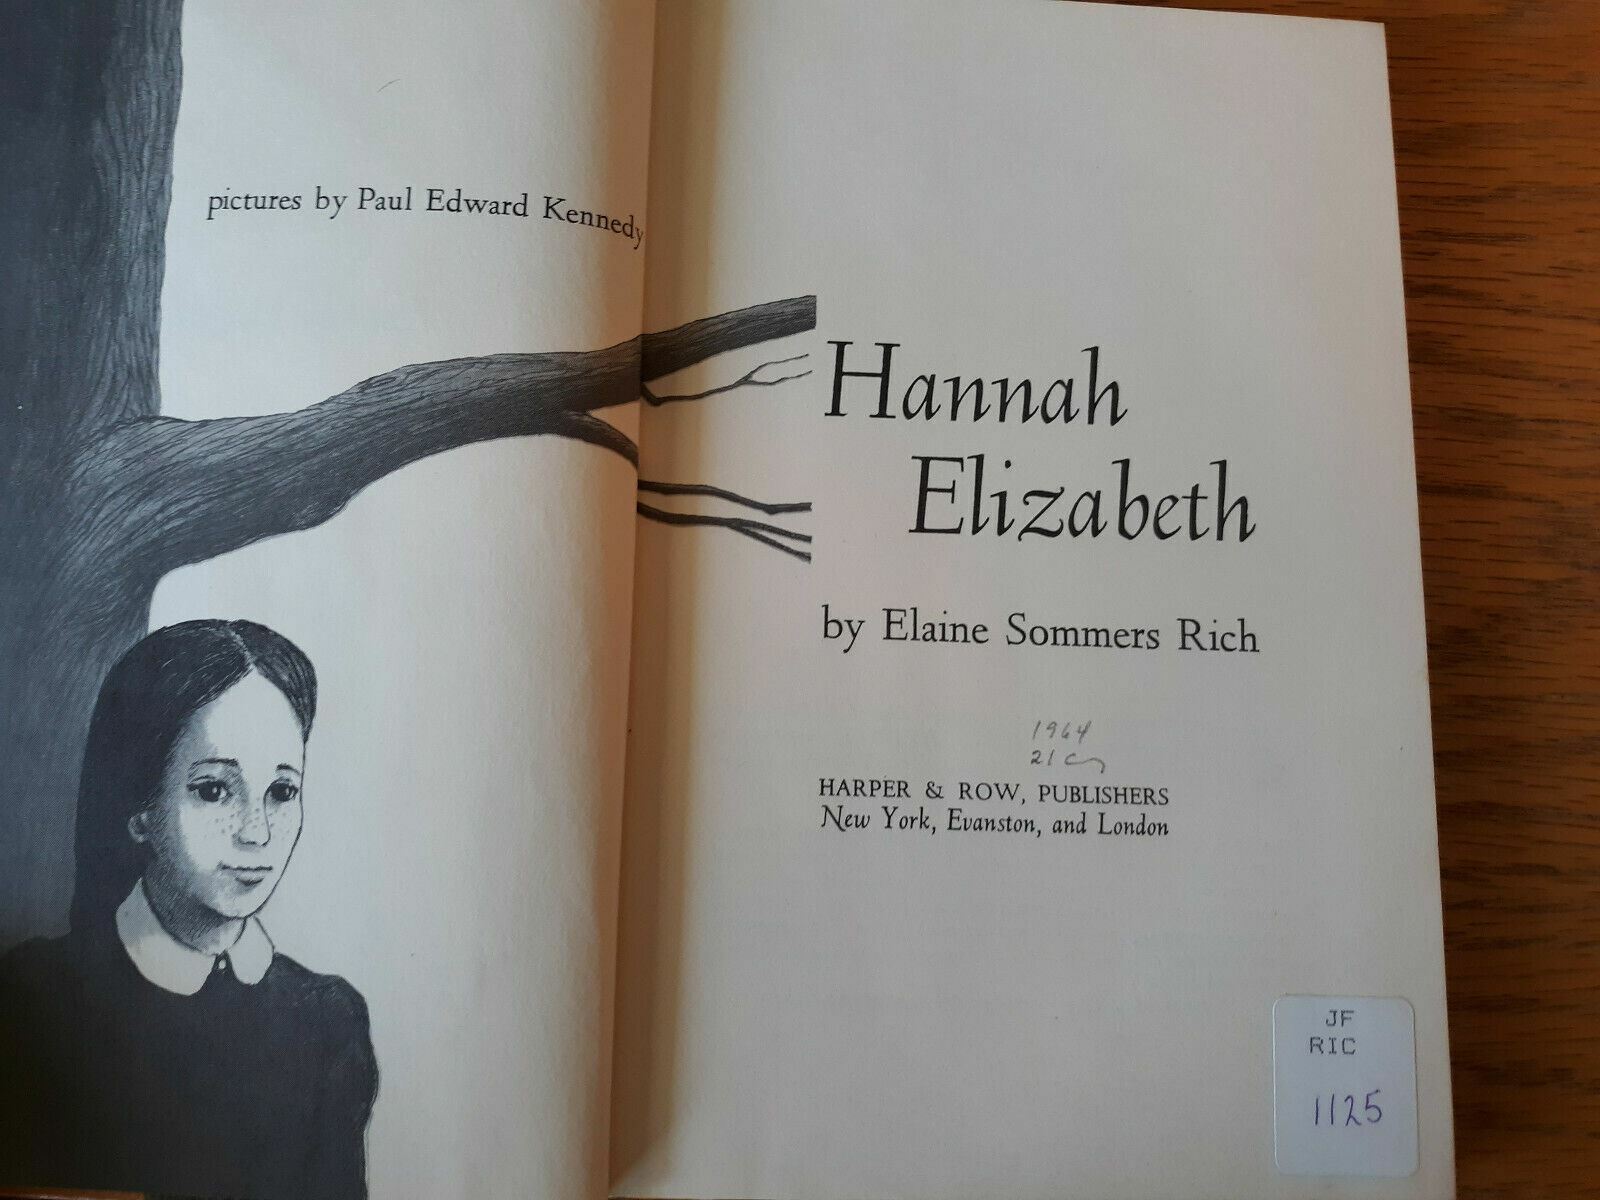 pictures by Paul Edward Kennedy
Hannah
Elizabeth
by Elaine Sommers Rich
1964
HARPER & ROW, PUBLISHERS
New York, Evanston, and London
JF
RIC
1125